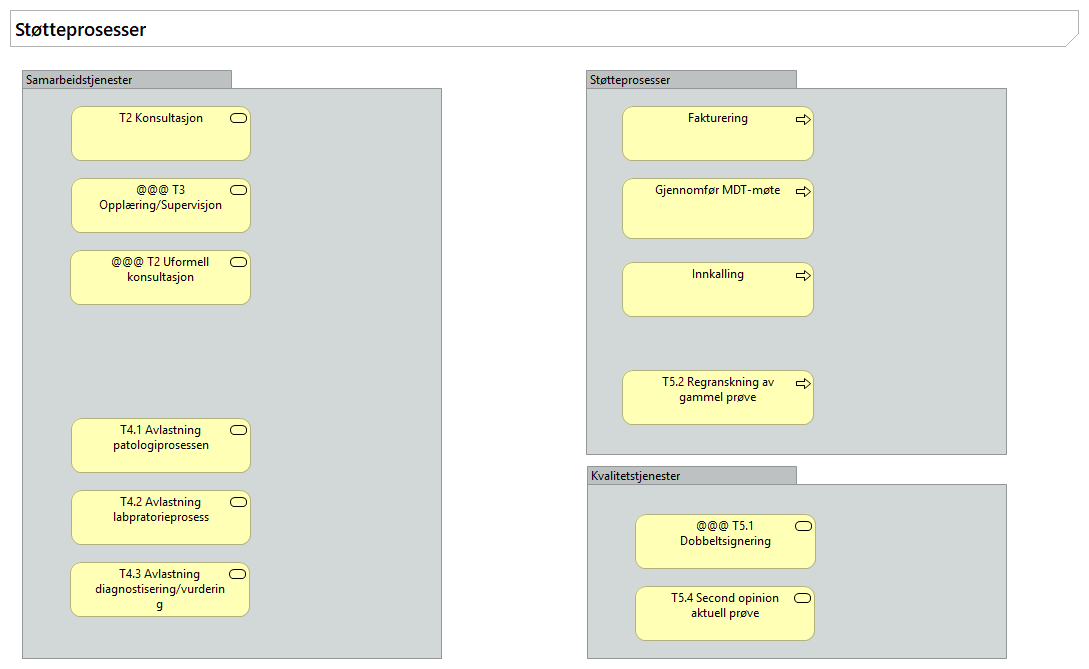 Støtteprosesser
Samarbeidstjenester
T2 Konsultasjon
@@@ T3
Opplæring/Supervisjon
@@@ T2 Uformell
konsultasjon
T4.1 Avlastning
patologiprosessen
T4.2 Avlastning
labpratorieprosess
T4.3 Avlastning
diagnostisering/vurderin
g
Støtteprosesser
Fakturering
Gjennomfør MDT-møte
Innkalling
T5.2 Regranskning av
gammel prøve
Kvalitetstjenester
@@@ T5.1
Dobbeltsignering
T5.4 Second opinion
aktuell prøve